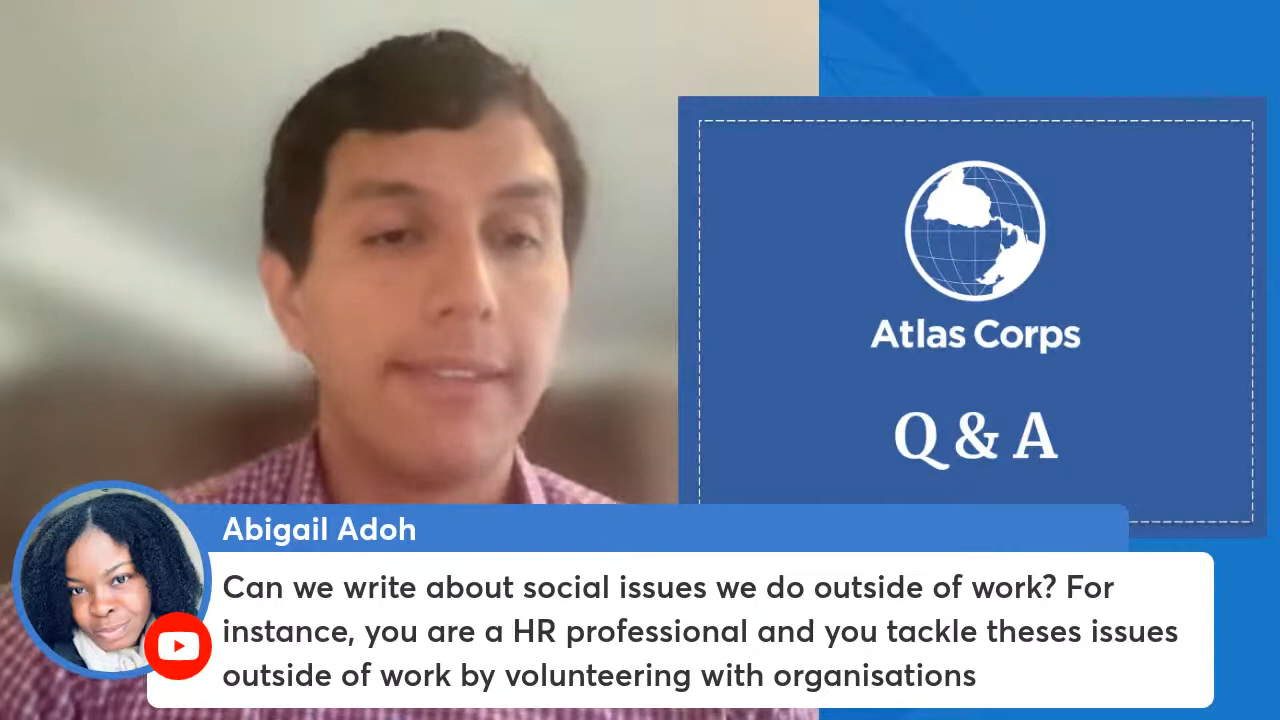 Atlas Corps
Q & A
Abigail Adoh
Can we write about social issues we do outside of work? For
instance, you are a HR professional and you tackle theses issues
outside of work by volunteering with organisations